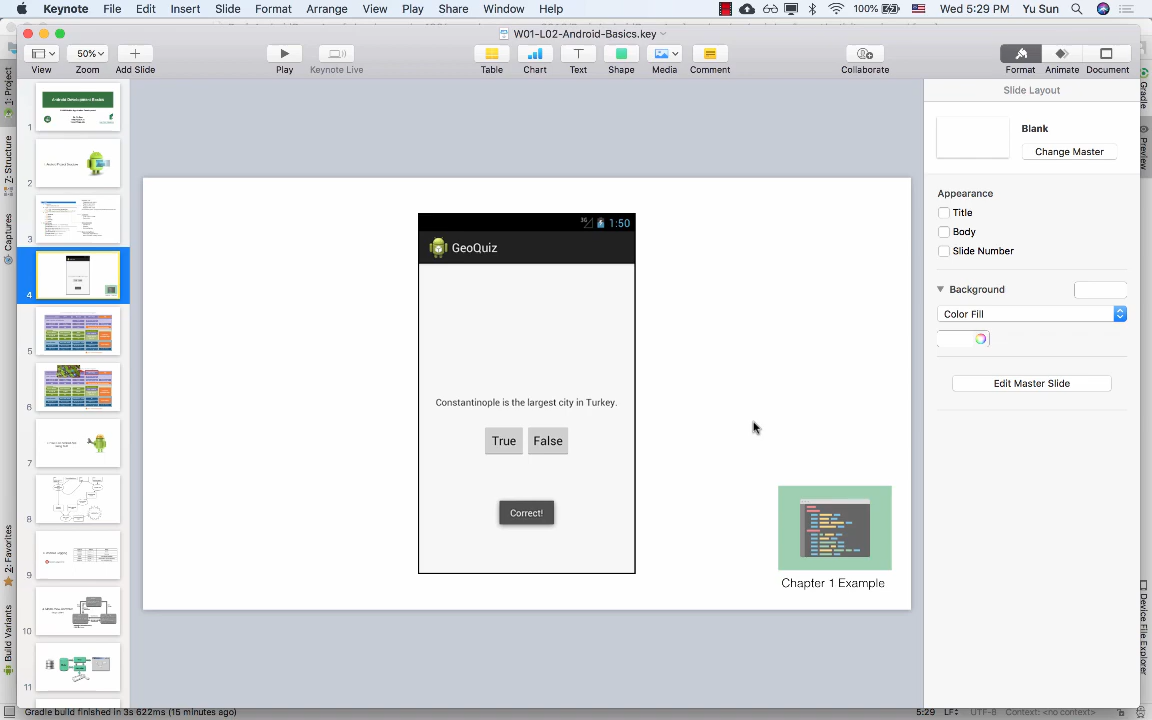 Keynote File Edit Insert Slide Format Arrange View Play Share Window Help 100% Wed 5:29 PM Yu Sun
W01-L02-Android-Basics.key
50%
View Zoom Add Slide Play Keynote Live Table Chart Text Shape Media Comment Collaborate Format Animate Document
1: Project
7: Structure
Captures
2: Favorites
Build Variants
Android Development Basics
1
2
3
4
5
6
7
8
9
10
11
3G 1:50
GeoQuiz
Constantinople is the largest city in Turkey.
True False
Correct!
Chapter 1 Example
Slide Layout
Blank
Change Master
Appearance
Title
Body
Slide Number
Background
Color Fill
Edit Master Slide
Gradle
Preview
Device File Explorer
Gradle build finished in 3s 622ms (15 minutes ago) 5:29 LF÷ UTF-8 Context: <no context>